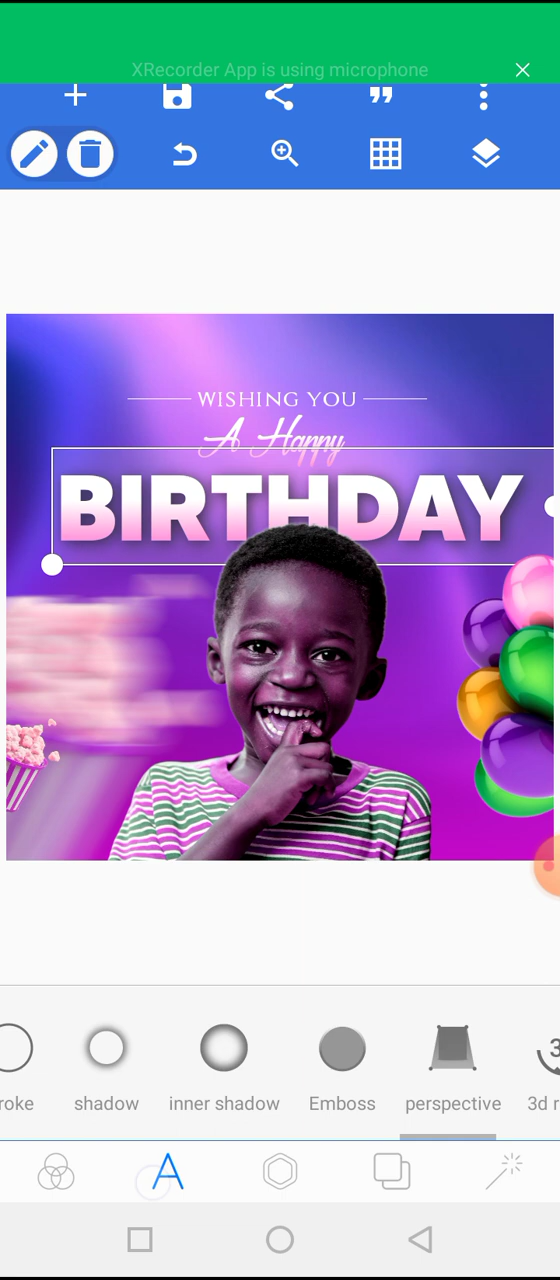 XRecorder App is using microphone
WISHING YOU
A Happy
BIRTHDAY
roke shadow inner shadow Emboss perspective 3d r